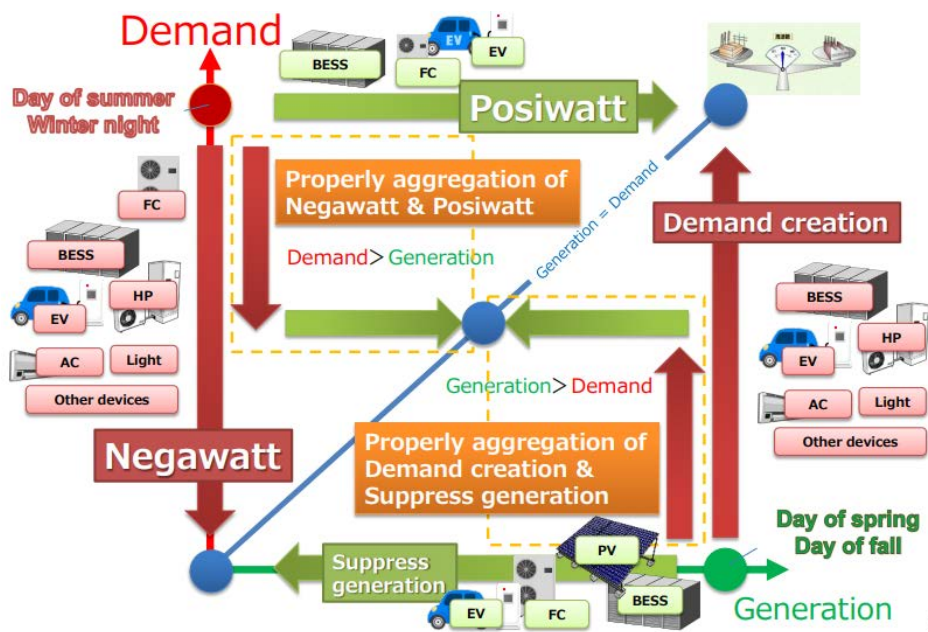 Demand
BESS
FC
EV
EV
Day of summer
Winter night
Posiwatt
FC
Properly aggregation of
Negawatt & Posiwatt
Generation = Demand
Demand creation
Demand＞Generation
BESS
HP
EV
AC
Light
Other devices
BESS
HP
EV
AC
Light
Other devices
Generation＞Demand
Negawatt
Properly aggregation of
Demand creation &
Suppress generation
Day of spring
Day of fall
Suppress
generation
PV
EV
FC
BESS
Generation